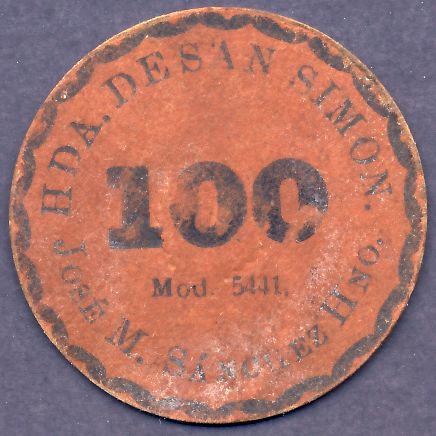 HDA. DE SAN SIMON.
100
Mod. 5441.
JOSÉ M. SANCHEZ HNO.